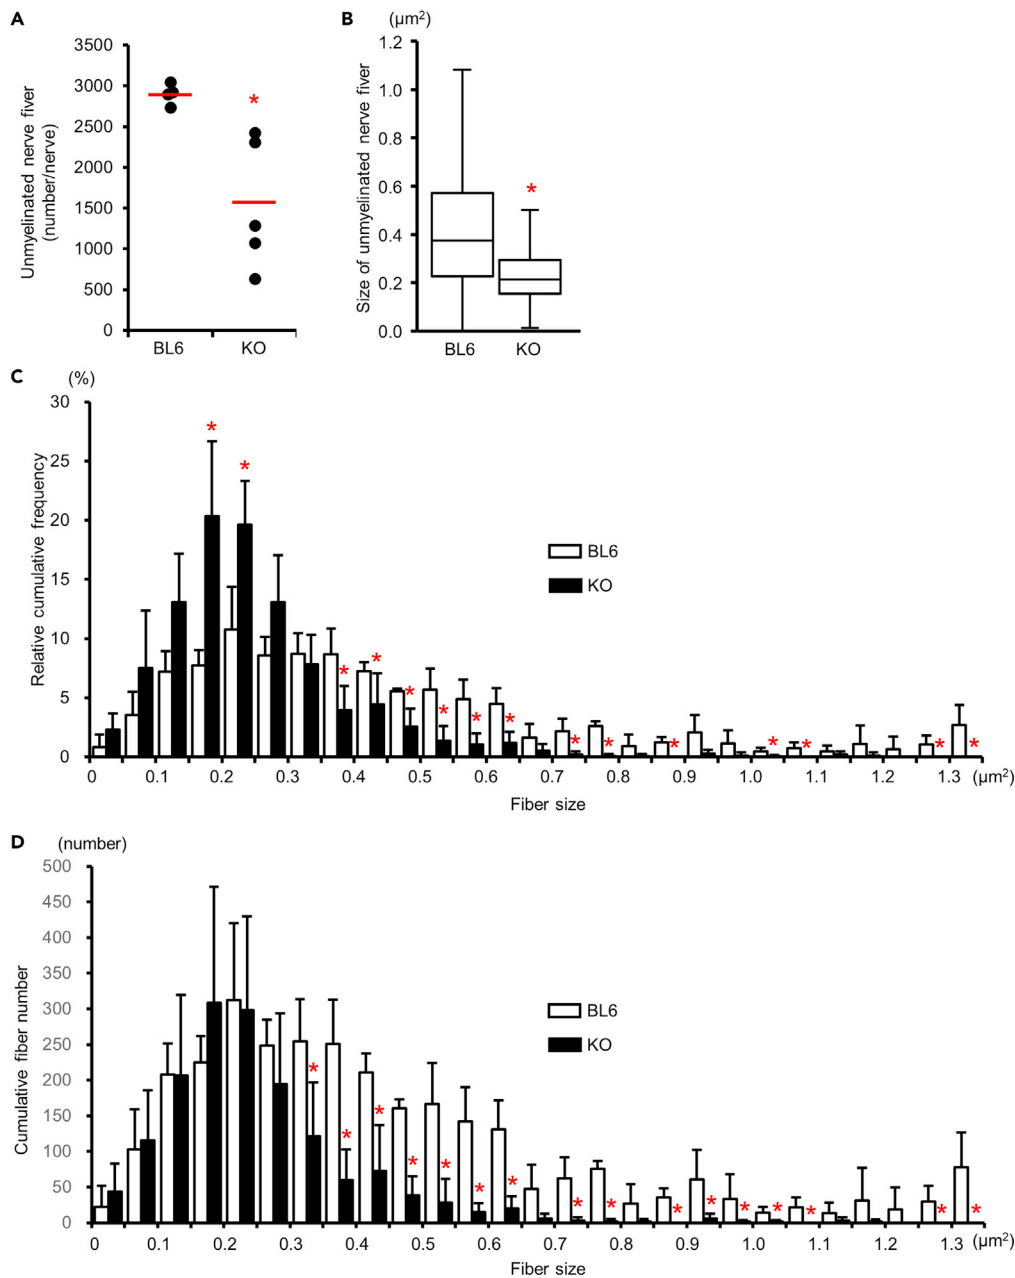 A
Unmyelinated nerve fiver
(number/nerve)
3500
3000
2500
2000
1500
1000
500
0
*
BL6
KO
B
(µm²)
Size of unmyelinated nerve fiver
1.2
1.0
0.8
0.6
0.4
0.2
0.0
*
BL6
KO
C
(%)
Relative cumulative frequency
30
25
20
15
10
5
0
* * * * * * * * * * * * * * * *
BL6
KO
0 0.1 0.2 0.3 0.4 0.5 0.6 0.7 0.8 0.9 1.0 1.1 1.2 1.3 (µm²)
Fiber size
D
(number)
Cumulative fiber number
500
450
400
350
300
250
200
150
100
50
0
* * * * * * * * * * * * * * * *
BL6
KO
0 0.1 0.2 0.3 0.4 0.5 0.6 0.7 0.8 0.9 1.0 1.1 1.2 1.3 (µm²)
Fiber size